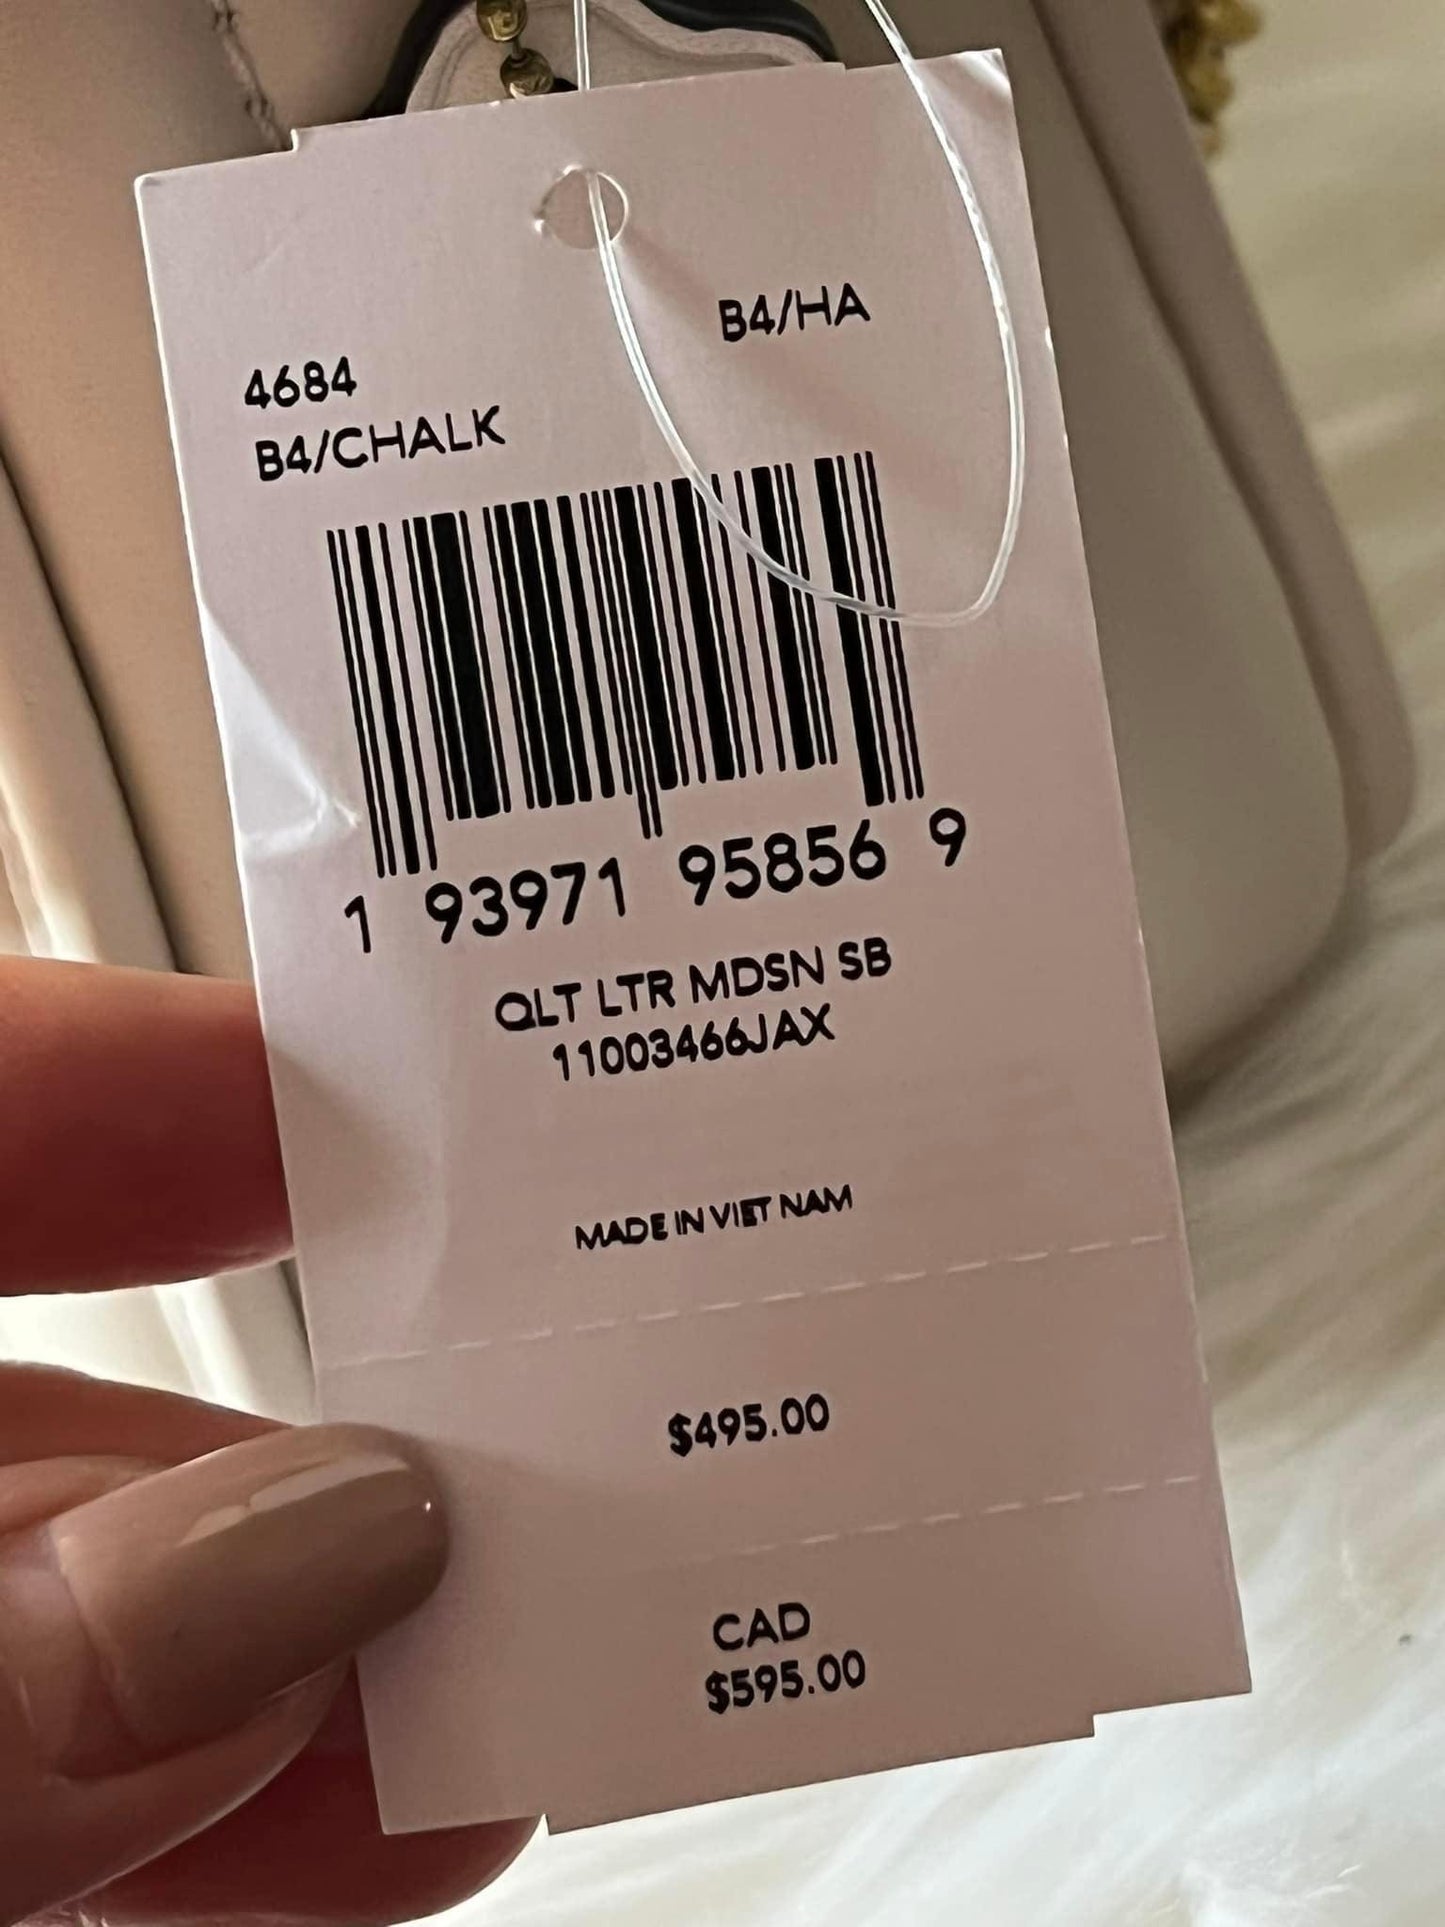 B4/HA
4684
B4/CHALK
1 93971 95856 9
QLT LTR MDSN SB
11003466JAX
MADE IN VIET NAM
$495.00
CAD
$595.00